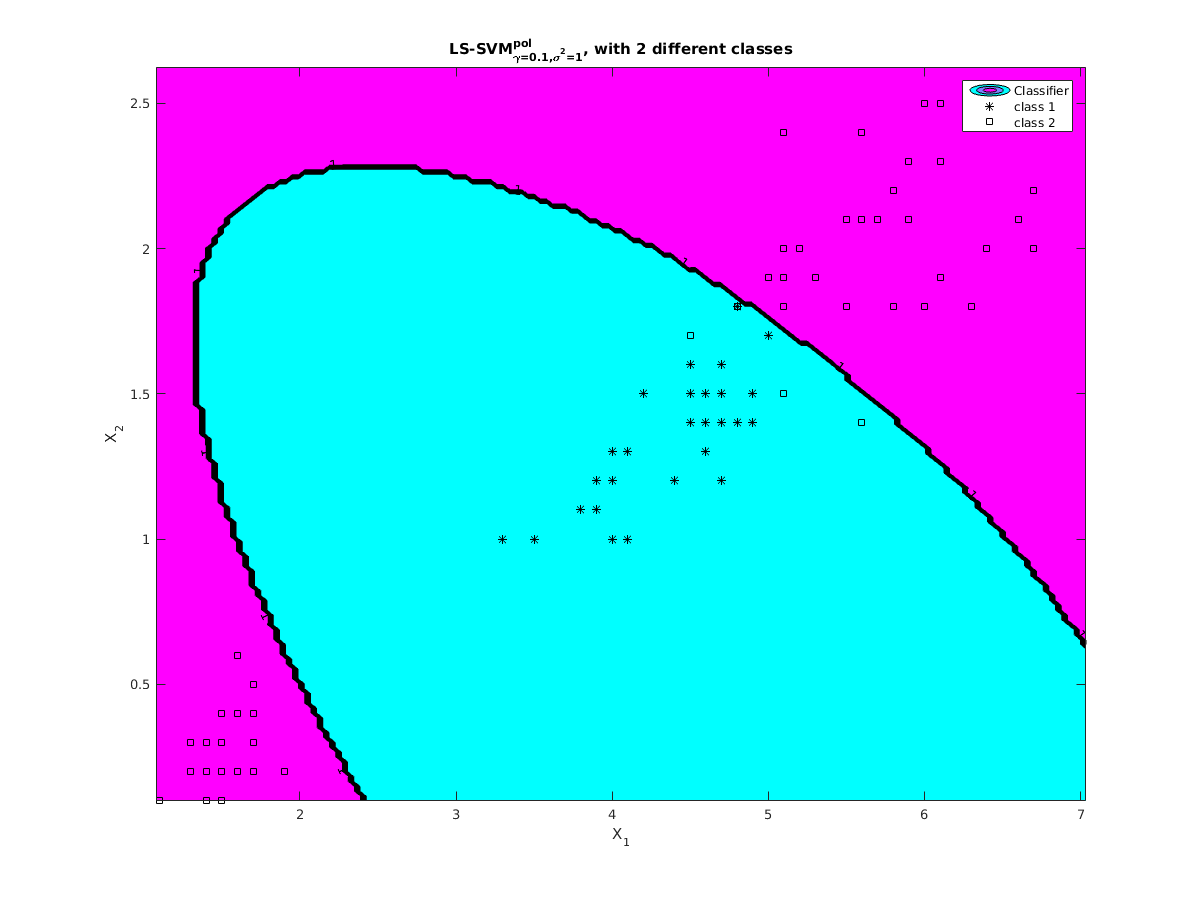 LS-SVM^pol_γ=0.1,σ²=1, with 2 different classes
Classifier
class 1
class 2
2.5
2
1.5
1
0.5
X_2
2 3 4 5 6 7
X_1